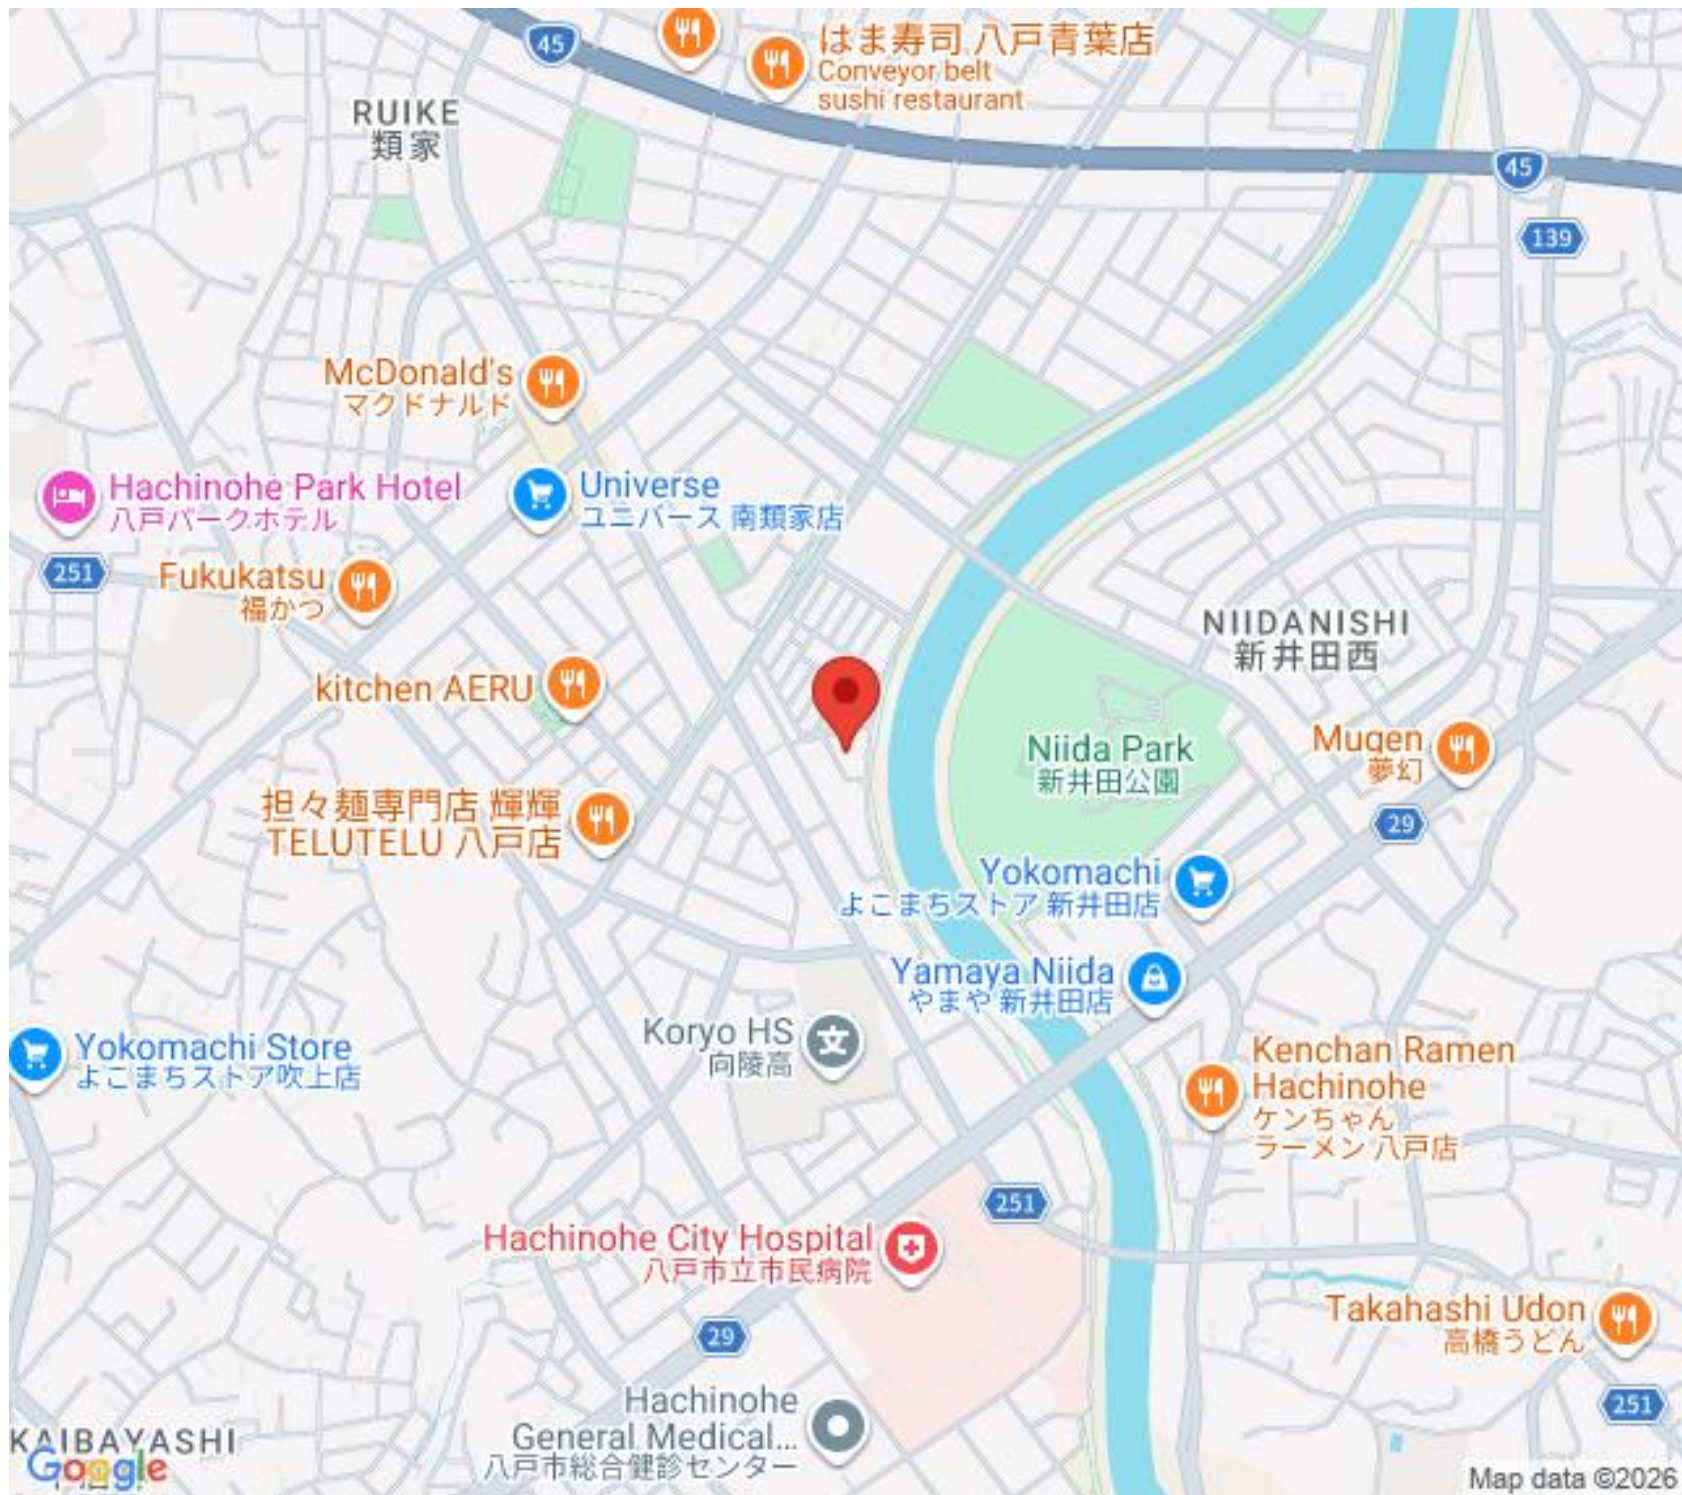 45
はま寿司 八戸青葉店
Conveyor belt
sushi restaurant
RUIKE
類家
45
139
McDonald's
マクドナルド
Hachinohe Park Hotel
八戸パークホテル
Universe
ユニバース 南類家店
251
Fukukatsu
福かつ
NIIDANISHI
新井田西
kitchen AERU
Niida Park
新井田公園
Mugen
夢幻
担々麺専門店 輝輝
TELUTELU 八戸店
29
Yokomachi
よこまちストア 新井田店
Yamaya Niida
やまや 新井田店
Koryo HS
向陵高
文
Yokomachi Store
よこまちストア吹上店
Kenchan Ramen
Hachinohe
ケンちゃん
ラーメン 八戸店
251
Hachinohe City Hospital
八戸市立市民病院
29
Takahashi Udon
高橋うどん
251
Hachinohe
General Medical...
八戸市総合健診センター
KAIBAYASHI
Google
Map data ©2026